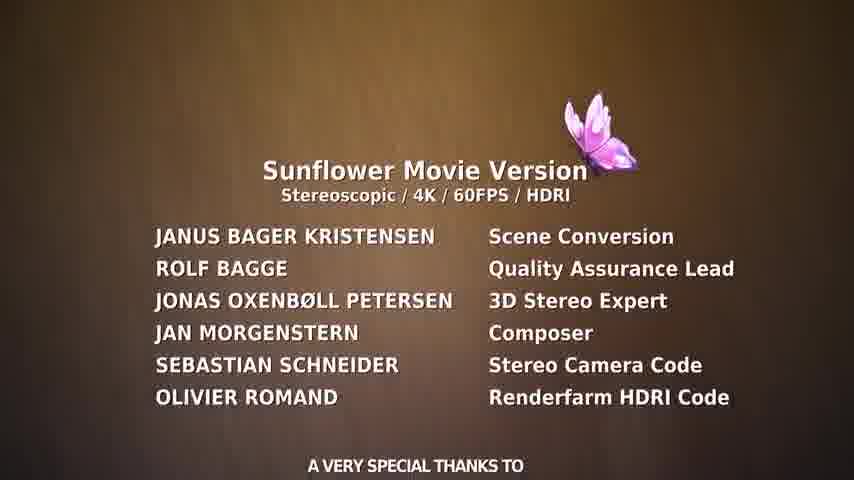 Sunflower Movie Version
Stereoscopic / 4K / 60FPS / HDRI
JANUS BAGER KRISTENSEN Scene Conversion
ROLF BAGGE Quality Assurance Lead
JONAS OXENBØLL PETERSEN 3D Stereo Expert
JAN MORGENSTERN Composer
SEBASTIAN SCHNEIDER Stereo Camera Code
OLIVIER ROMAND Renderfarm HDRI Code
A VERY SPECIAL THANKS TO